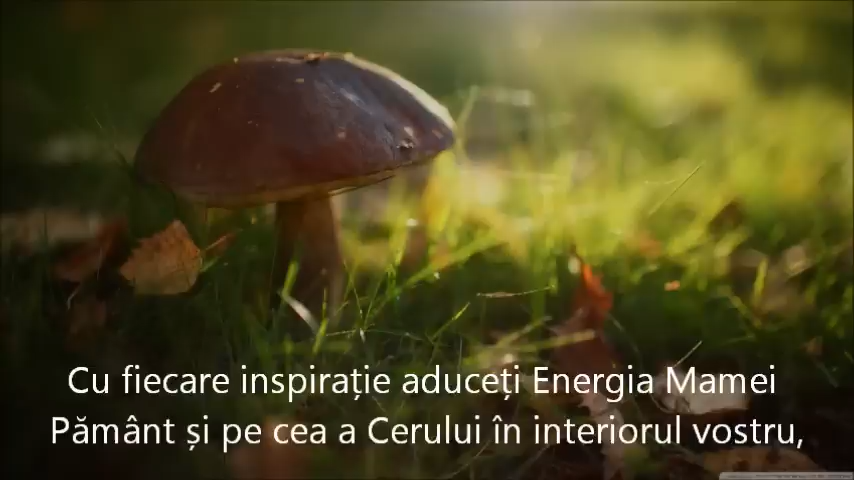 Cu fiecare inspirație aduceți Energia Mamei
Pământ și pe cea a Cerului în interiorul vostru,